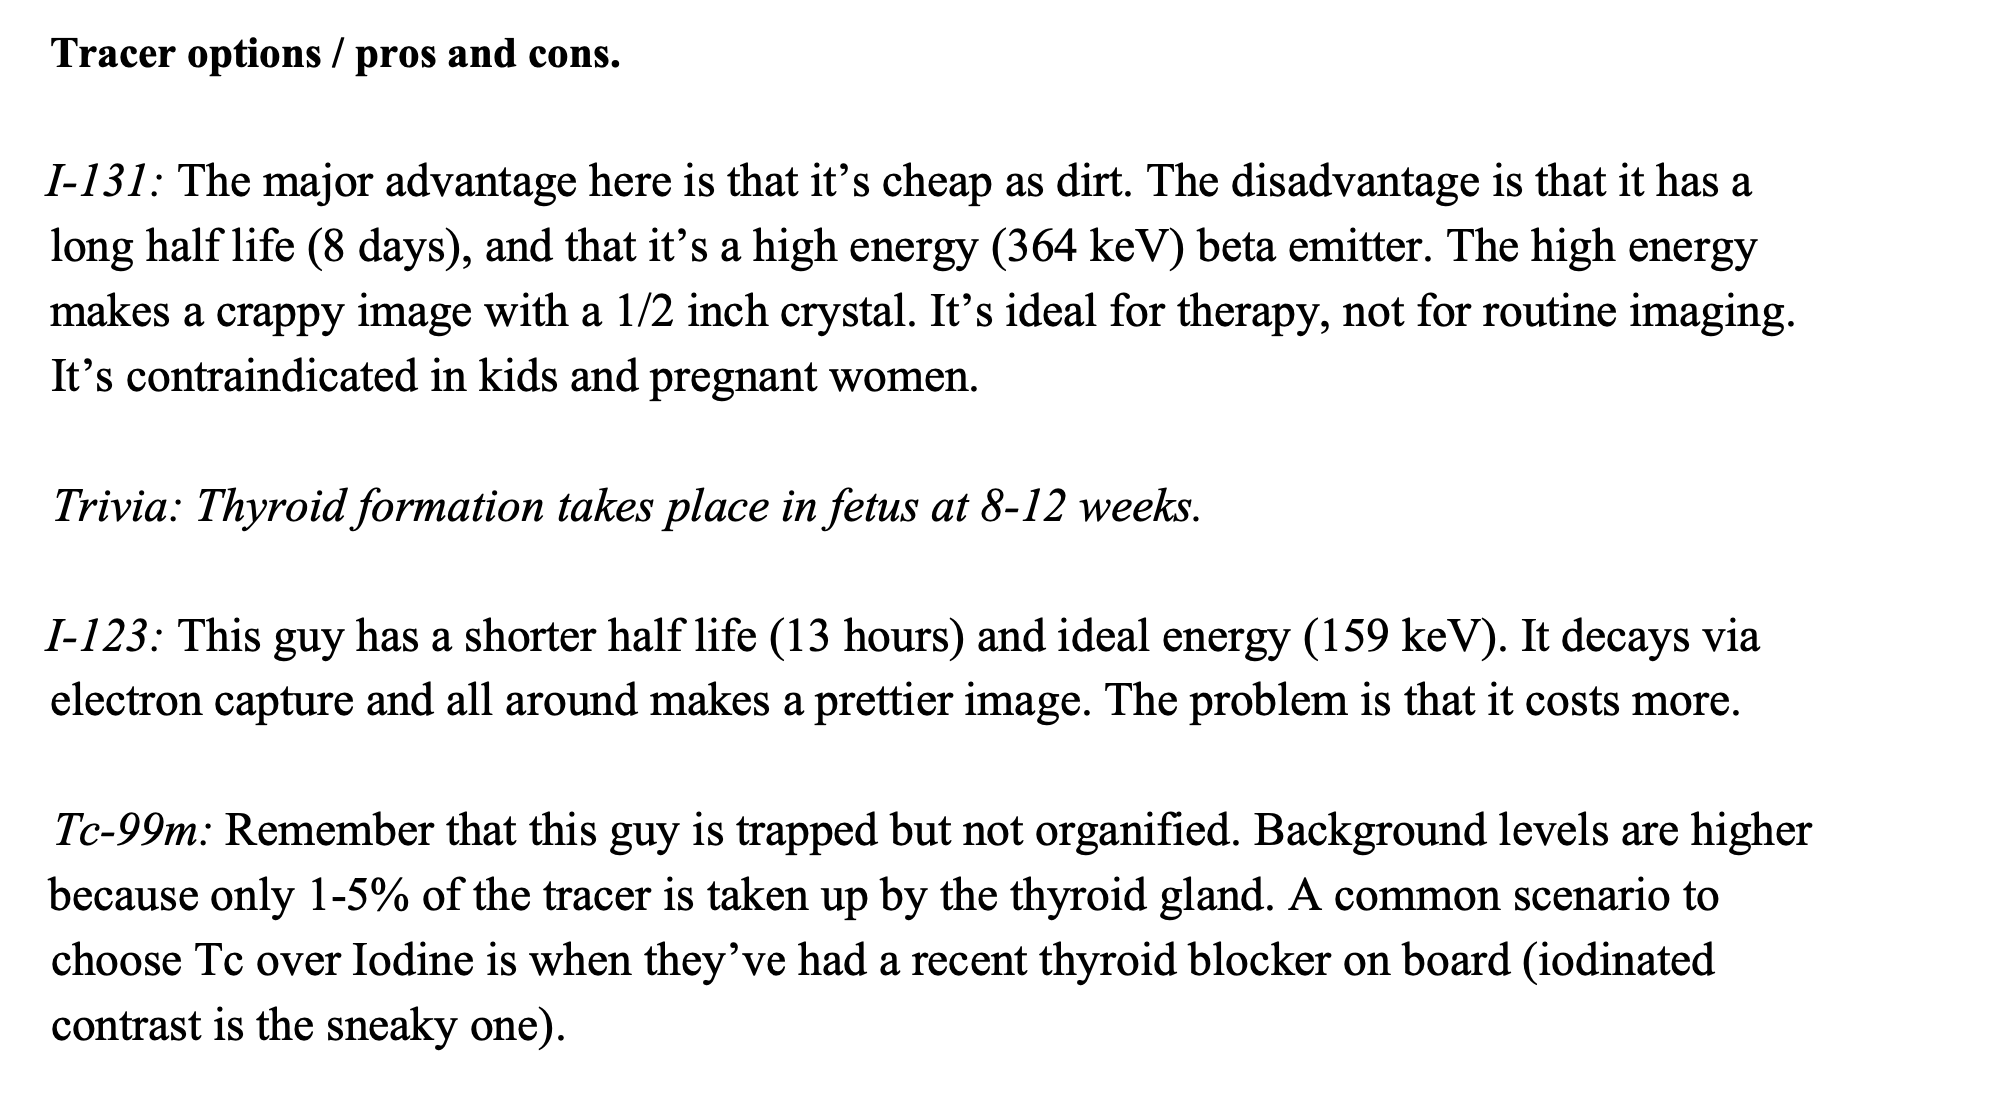 Tracer options / pros and cons.
I-131: The major advantage here is that it’s cheap as dirt. The disadvantage is that it has a
long half life (8 days), and that it’s a high energy (364 keV) beta emitter. The high energy
makes a crappy image with a 1/2 inch crystal. It’s ideal for therapy, not for routine imaging.
It’s contraindicated in kids and pregnant women.
Trivia: Thyroid formation takes place in fetus at 8-12 weeks.
I-123: This guy has a shorter half life (13 hours) and ideal energy (159 keV). It decays via
electron capture and all around makes a prettier image. The problem is that it costs more.
Tc-99m: Remember that this guy is trapped but not organified. Background levels are higher
because only 1-5% of the tracer is taken up by the thyroid gland. A common scenario to
choose Tc over Iodine is when they’ve had a recent thyroid blocker on board (iodinated
contrast is the sneaky one).